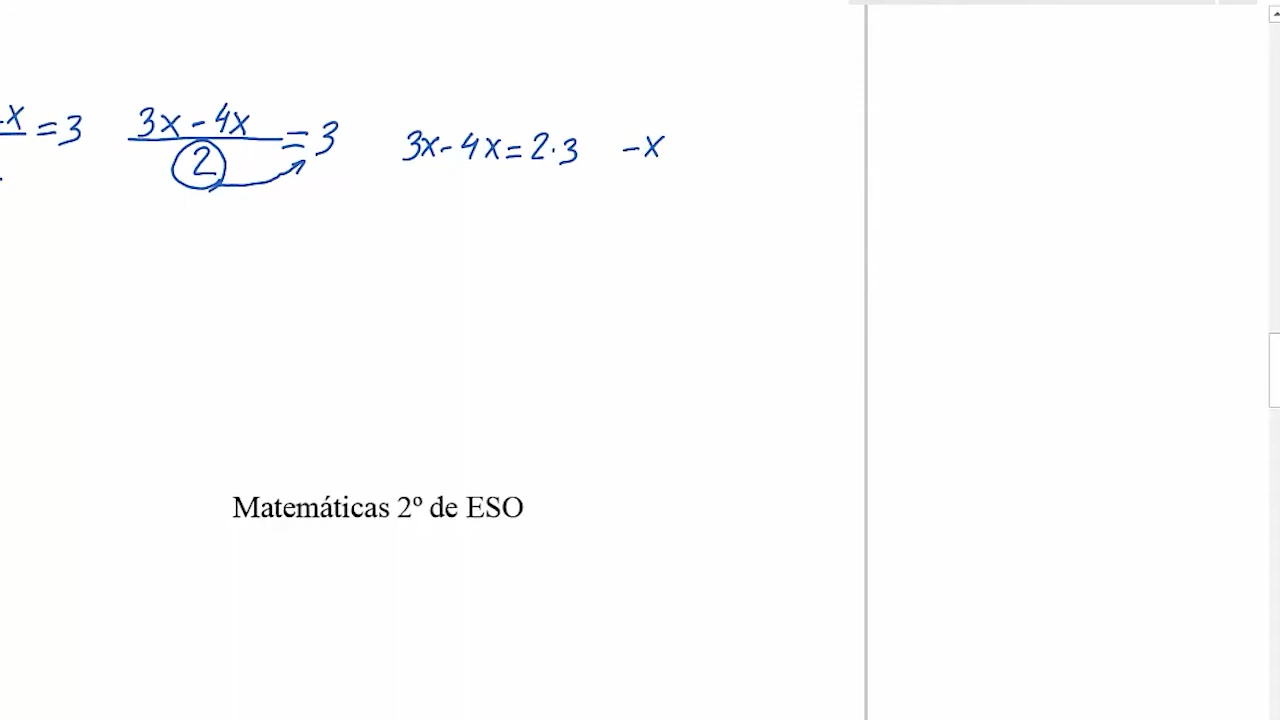 x = 3   3x - 4x / 2 = 3   3x - 4x = 2·3   -x
Matemáticas 2º de ESO